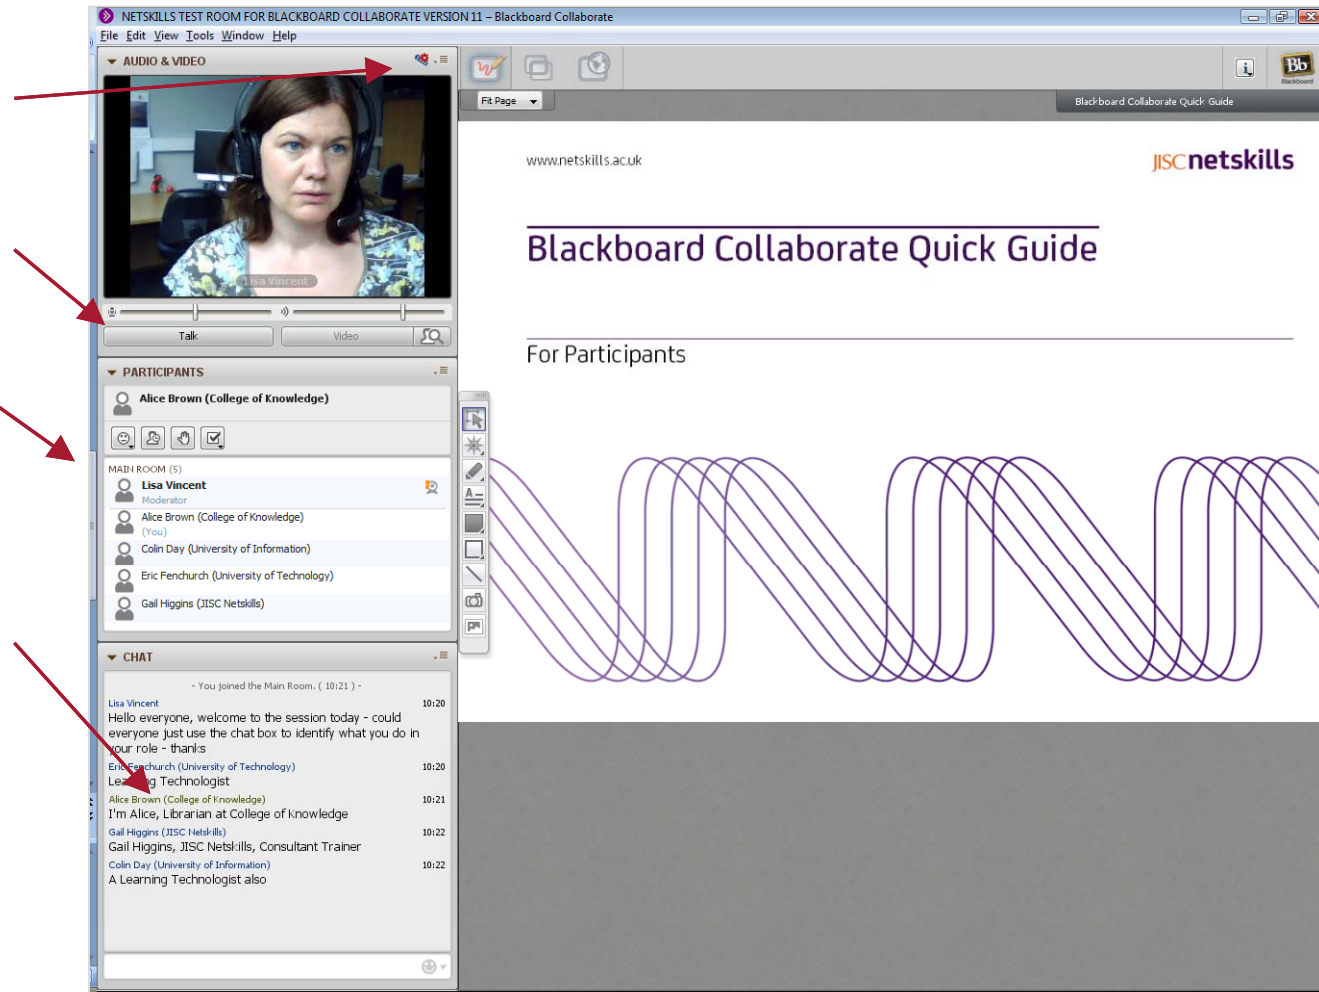 NETSKILLS TEST ROOM FOR BLACKBOARD COLLABORATE VERSION 11 – Blackboard Collaborate
File Edit View Tools Window Help
AUDIO & VIDEO
Lisa Vincent
Talk
Video
PARTICIPANTS
Alice Brown (College of Knowledge)
MAIN ROOM (5)
Lisa Vincent
Moderator
Alice Brown (College of Knowledge)
(You)
Colin Day (University of Information)
Eric Fenchurch (University of Technology)
Gail Higgins (JISC Netskills)
CHAT
- You joined the Main Room. ( 10:21 ) -
Lisa Vincent 10:20
Hello everyone, welcome to the session today - could
everyone just use the chat box to identify what you do in
your role - thanks
Eric Fenchurch (University of Technology) 10:20
Learning Technologist
Alice Brown (College of Knowledge) 10:21
I'm Alice, Librarian at College of Knowledge
Gail Higgins (JISC Netskills) 10:22
Gail Higgins, JISC Netskills, Consultant Trainer
Colin Day (University of Information) 10:22
A Learning Technologist also
Bb
Blackboard
Fit Page
Blackboard Collaborate Quick Guide
www.netskills.ac.uk
JISC netskills
Blackboard Collaborate Quick Guide
For Participants